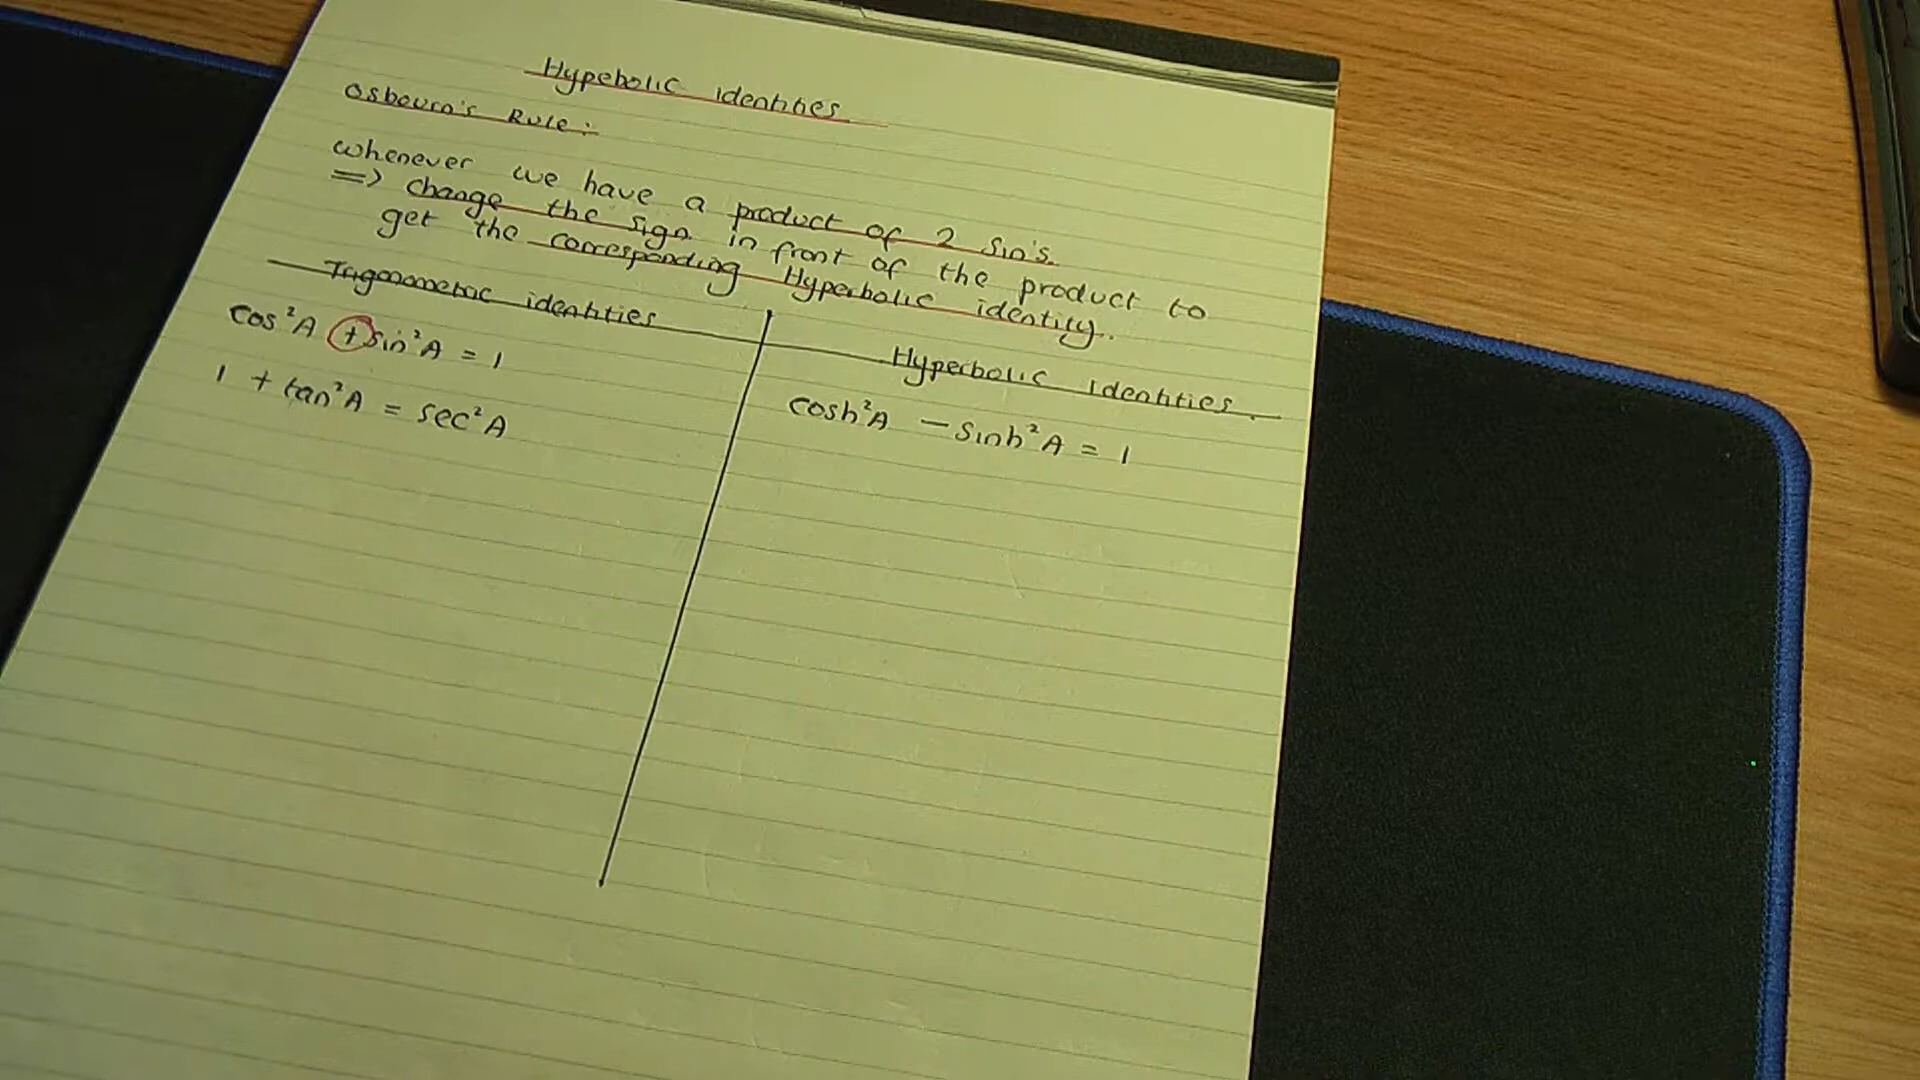 Hypebolic identities
Osbourn's Rule:
whenever we have a product of 2 sin's.
=> change the sign in front of the product to
get the corresponding Hyperbolic identity.
Trigonometric identities
cos²A + sin²A = 1
1 + tan²A = sec²A
Hyperbolic identities.
cosh²A - sinh²A = 1